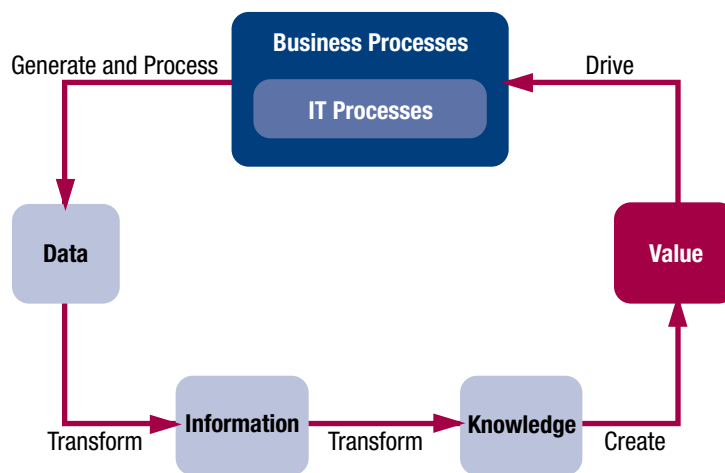 Business Processes
Generate and Process
Drive
IT Processes
Data
Value
Information
Knowledge
Transform
Transform
Create